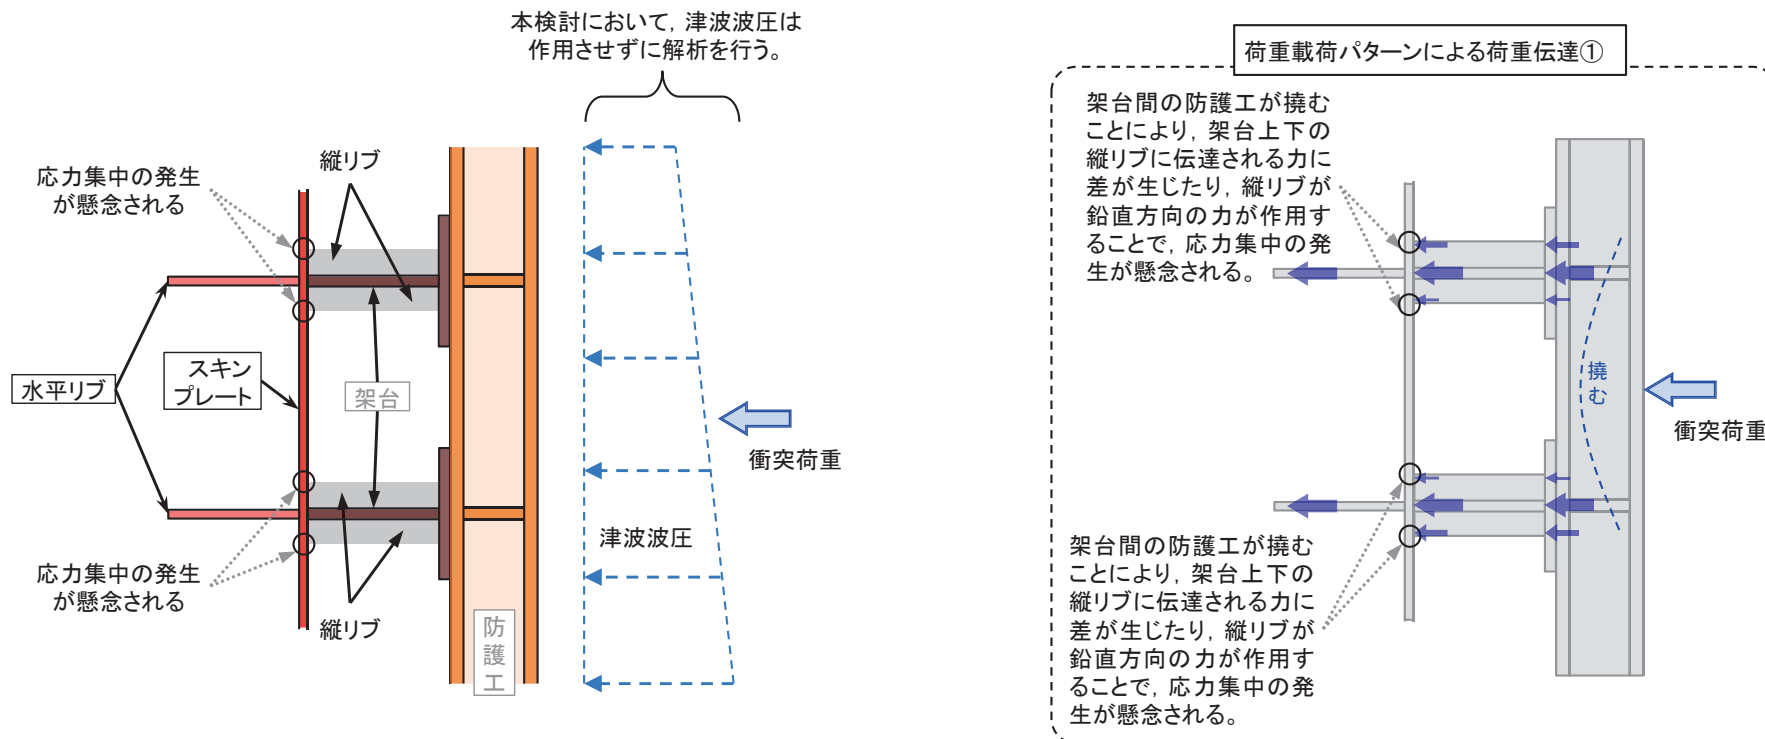 本検討において, 津波波圧は
作用させずに解析を行う。
応力集中の発生
が懸念される
縦リブ
水平リブ
スキン
プレート
架台
衝突荷重
津波波圧
応力集中の発生
が懸念される
縦リブ
防護工
荷重載荷パターンによる荷重伝達①
架台間の防護工が撓む
ことにより, 架台上下の
縦リブに伝達される力に
差が生じたり, 縦リブが
鉛直方向の力が作用す
ることで, 応力集中の発
生が懸念される。
撓む
衝突荷重
架台間の防護工が撓む
ことにより, 架台上下の
縦リブに伝達される力に
差が生じたり, 縦リブが
鉛直方向の力が作用す
ることで, 応力集中の発
生が懸念される。